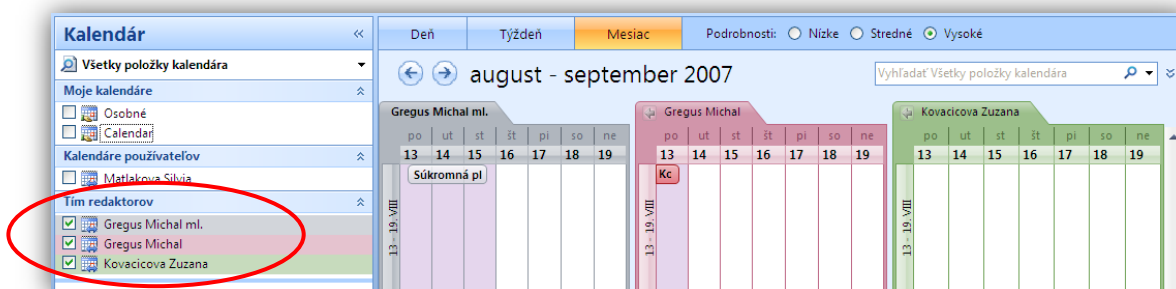 Kalendár
Všetky položky kalendára
Moje kalendáre
Osobné
Calendar
Kalendáre používateľov
Matlakova Silvia
Tím redaktorov
Gregus Michal ml.
Gregus Michal
Kovacicova Zuzana
Deň Týždeň Mesiac Podrobnosti: Nízke Stredné Vysoké
august - september 2007
Vyhľadať Všetky položky kalendára
Gregus Michal ml.
po ut st št pi so ne
13 14 15 16 17 18 19
Súkromná pl
13 - 19. VIII
Gregus Michal
po ut st št pi so ne
13 14 15 16 17 18 19
Kc
13 - 19. VIII
Kovacicova Zuzana
po ut st št pi so ne
13 14 15 16 17 18 19
13 - 19. VIII